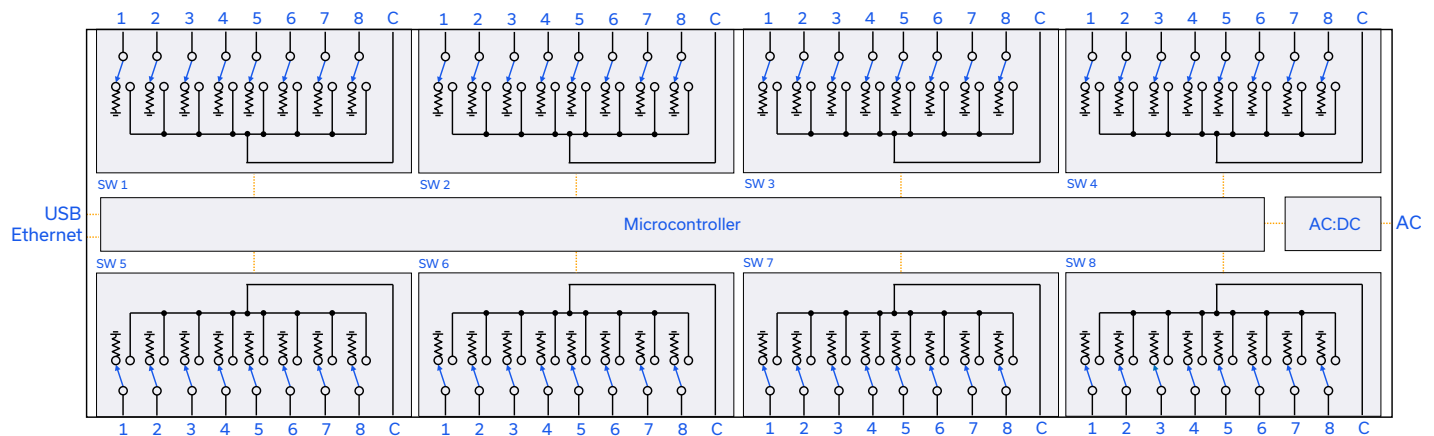 1 2 3 4 5 6 7 8 C 1 2 3 4 5 6 7 8 C 1 2 3 4 5 6 7 8 C 1 2 3 4 5 6 7 8 C
SW 1 SW 2 SW 3 SW 4
USB
Ethernet
Microcontroller
AC:DC
AC
SW 5 SW 6 SW 7 SW 8
1 2 3 4 5 6 7 8 C 1 2 3 4 5 6 7 8 C 1 2 3 4 5 6 7 8 C 1 2 3 4 5 6 7 8 C